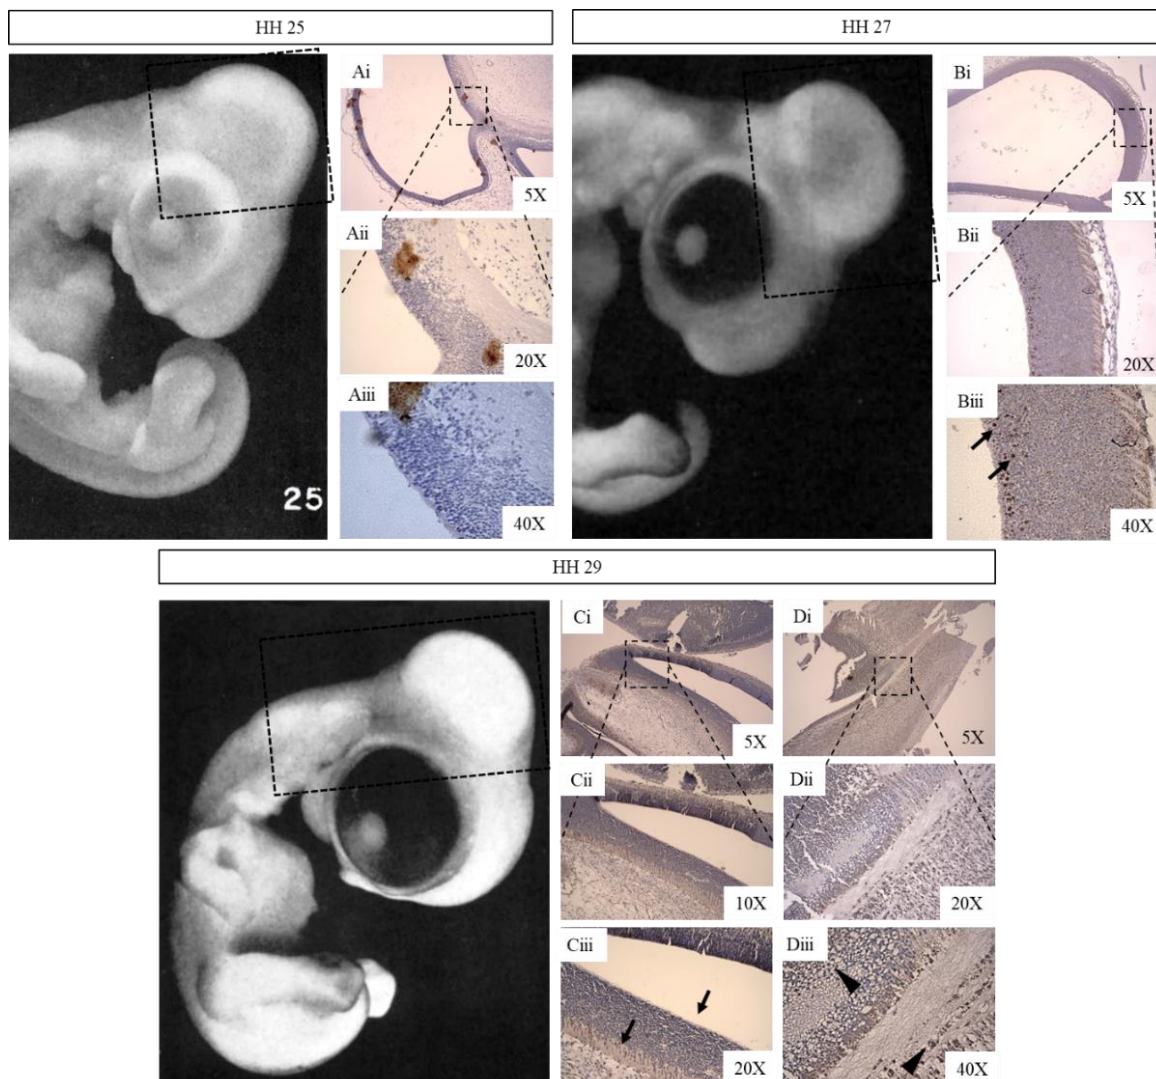 HH 25
HH 27
Ai
5X
Aii
20X
Aiii
40X
25
Bi
5X
Bii
20X
Biii
40X
HH 29
Ci
5X
Cii
10X
Ciii
20X
Di
5X
Dii
20X
Diii
40X